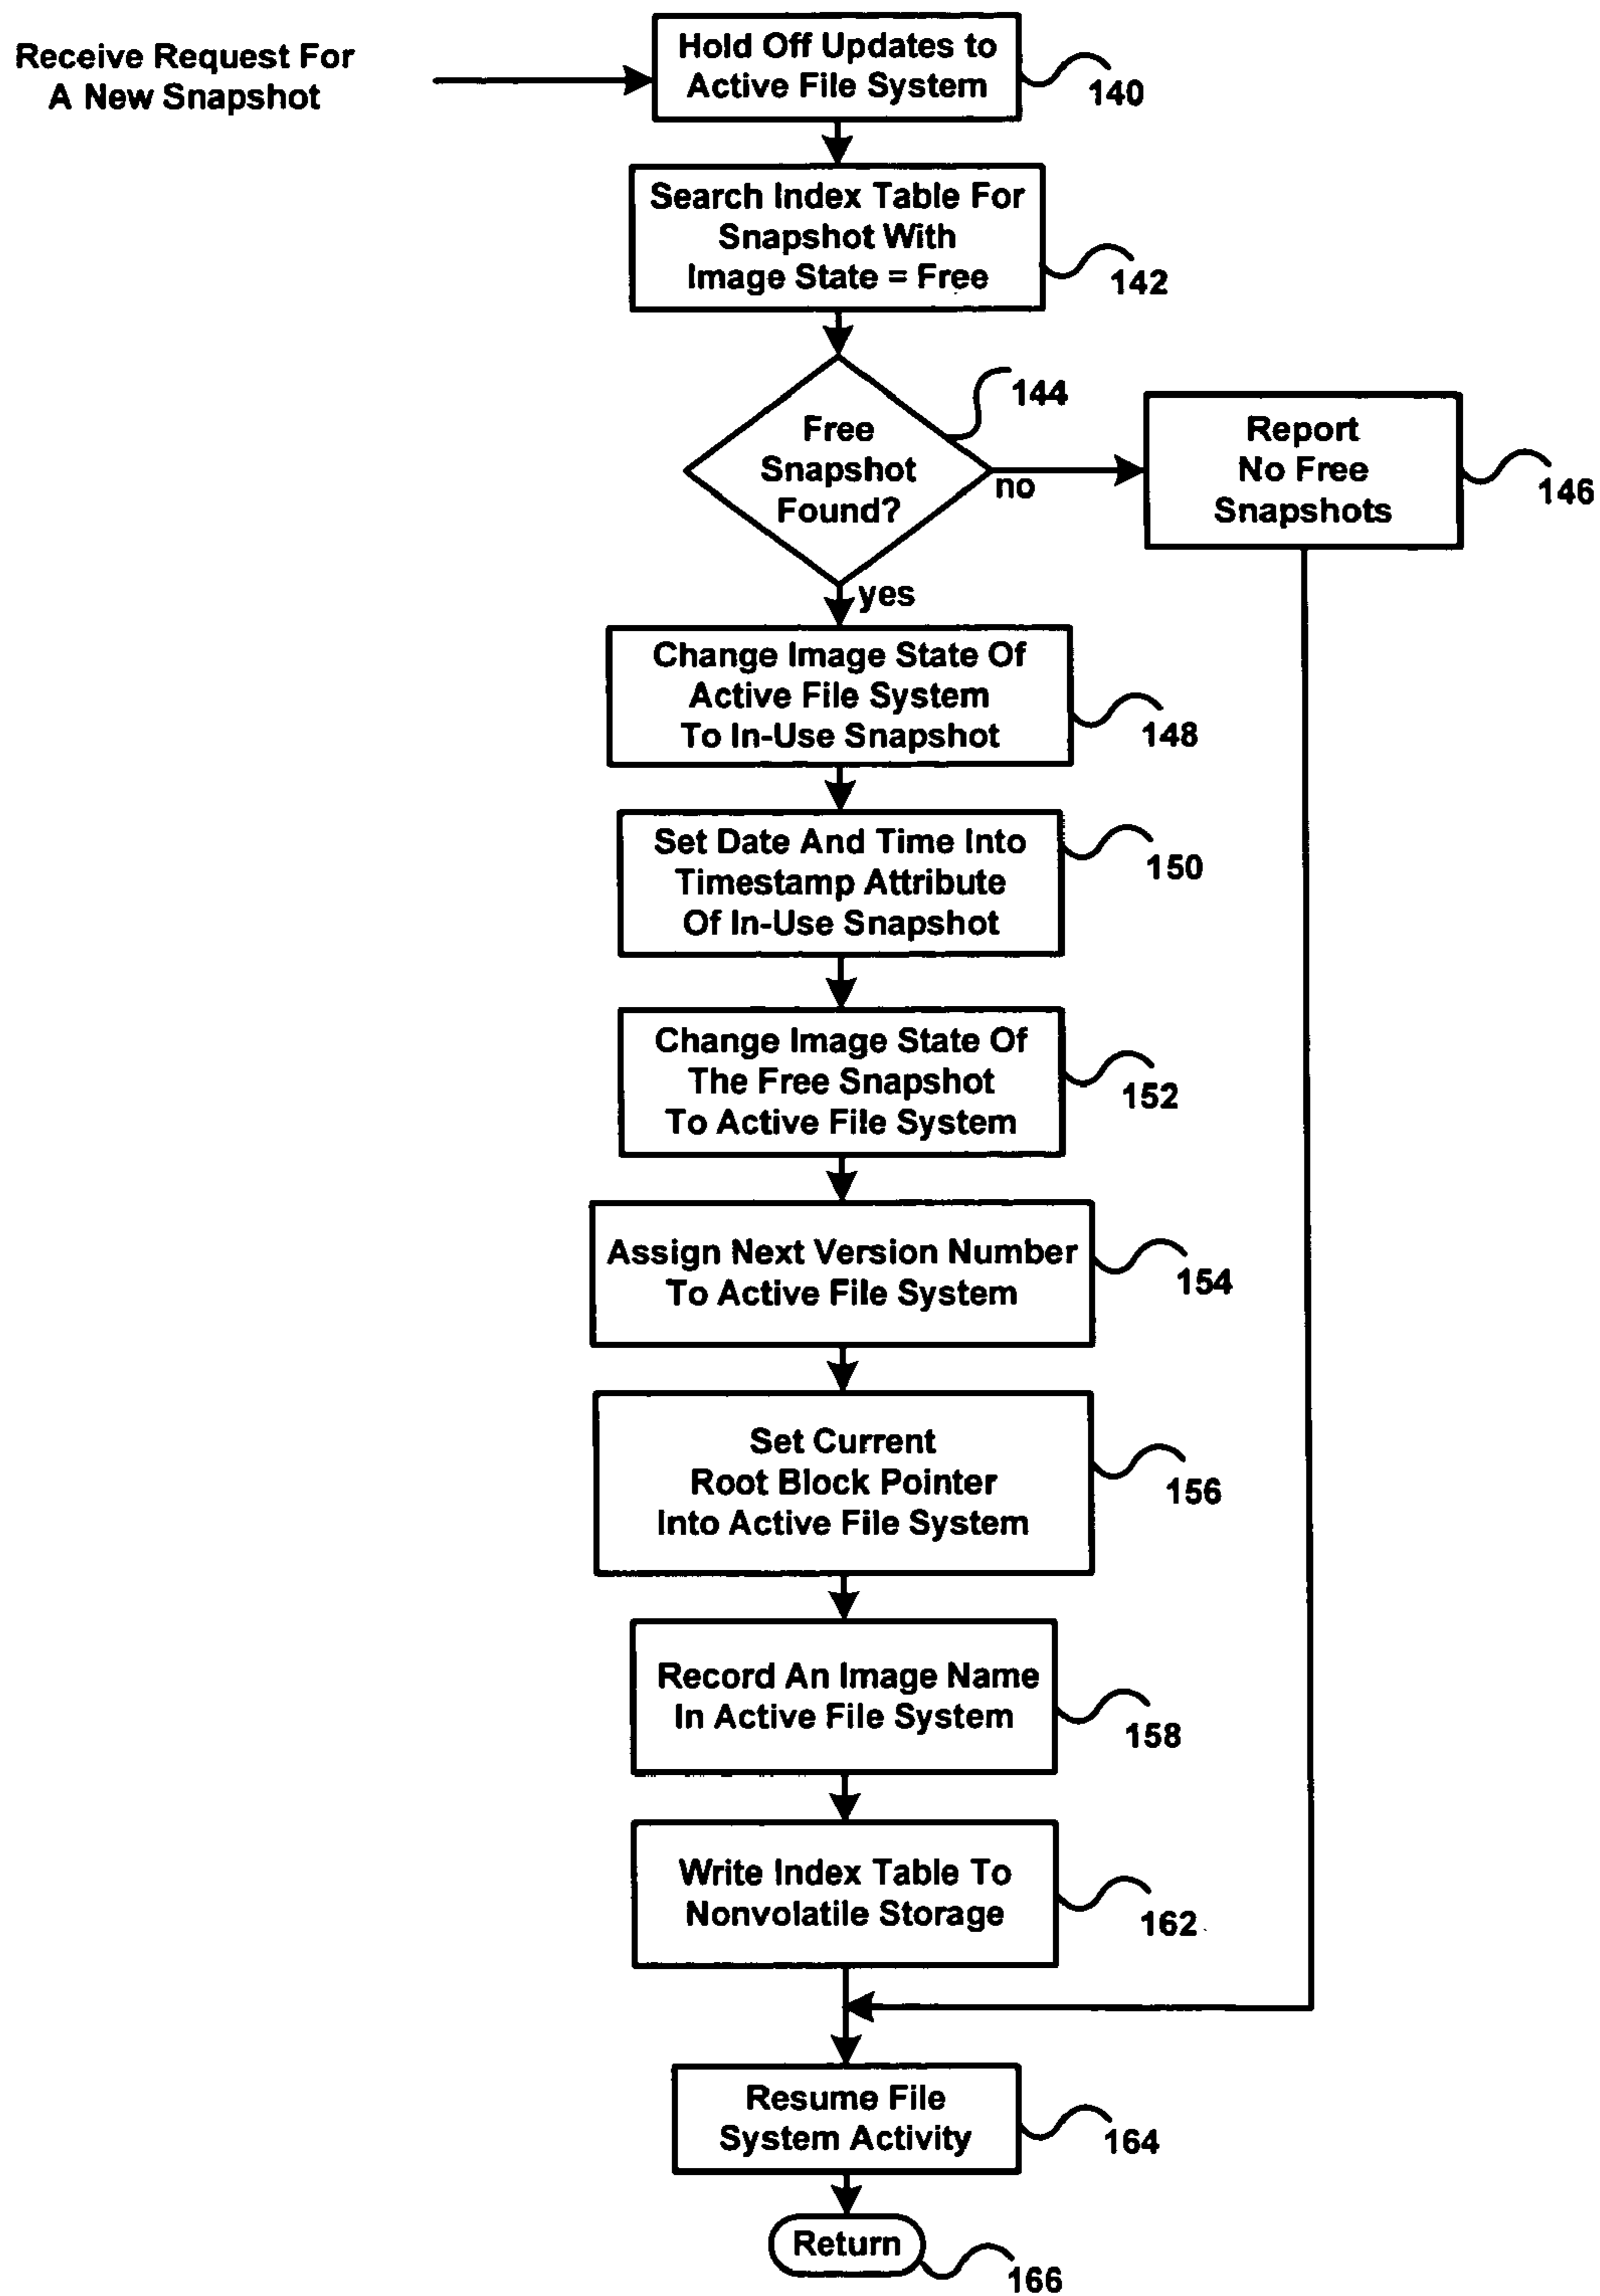 Receive Request For
A New Snapshot
Hold Off Updates to
Active File System
140
Search Index Table For
Snapshot With
Image State = Free
142
144
Free
Snapshot
Found?
no
Report
No Free
Snapshots
146
yes
Change Image State Of
Active File System
To In-Use Snapshot
148
Set Date And Time Into
Timestamp Attribute
Of In-Use Snapshot
150
Change Image State Of
The Free Snapshot
To Active File System
152
Assign Next Version Number
To Active File System
154
Set Current
Root Block Pointer
Into Active File System
156
Record An Image Name
In Active File System
158
Write Index Table To
Nonvolatile Storage
162
Resume File
System Activity
164
Return
166